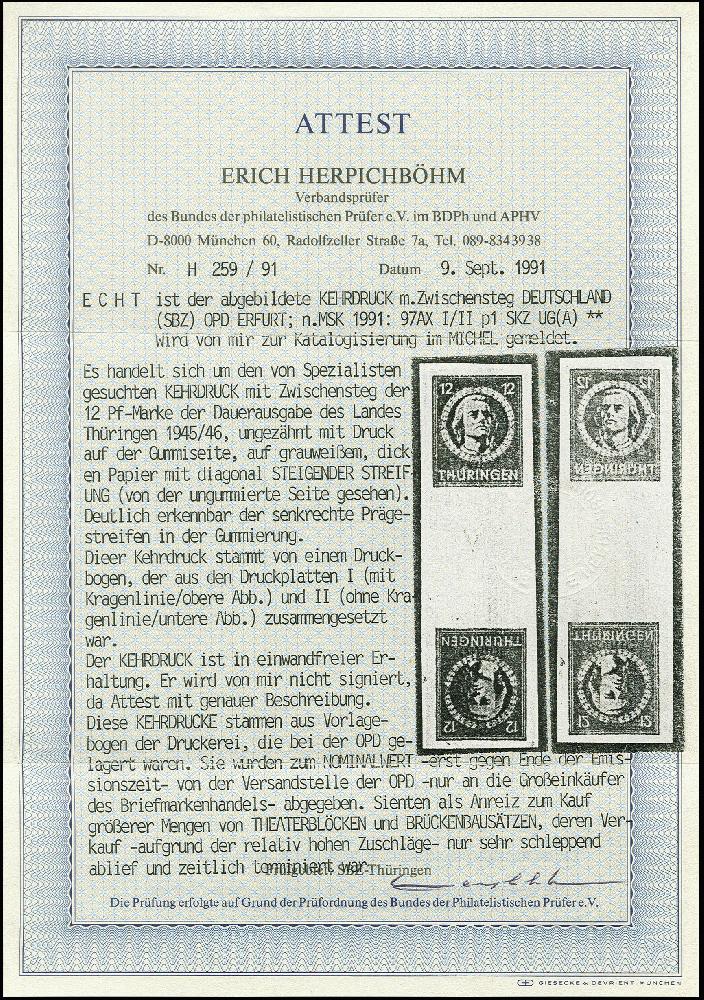 ATTEST
ERICH HERPICHBÖHM
Verbandsprüfer
des Bundes der philatelistischen Prüfer e.V. im BDPh und APHV
D-8000 München 60, Radolfzeller Straße 7a, Tel. 089-8343938
Nr. H 259 / 91 Datum 9. Sept. 1991
E C H T ist der abgebildete KEHRDRUCK m.Zwischensteg DEUTSCHLAND
(SBZ) OPD ERFURT; n.MSK 1991: 97AX I/II p1 SKZ UG(A) **
Wird von mir zur Katalogisierung im MICHEL gemeldet.
Es handelt sich um den von Spezialisten
gesuchten KEHRDRUCK mit Zwischensteg der
12 Pf-Marke der Dauerausgabe des Landes
Thüringen 1945/46, ungezähnt mit Druck
auf der Gummiseite, auf grauweißem, dick-
en Papier mit diagonal STEIGENDER STREIF-
UNG (von der ungummierte Seite gesehen).
Deutlich erkennbar der senkrechte Präge-
streifen in der Gummierung.
Dieer Kehrdruck stammt von einem Druck-
bogen, der aus den Druckplatten I (mit
Kragenlinie/obere Abb.) und II (ohne Kra-
genlinie/untere Abb.) zusammengesetzt
war.
Der KEHRDRUCK ist in einwandfreier Er-
haltung. Er wird von mir nicht signiert,
da Attest mit genauer Beschreibung.
Diese KEHRDRUCKE stammen aus Vorlage-
bogen der Druckerei, die bei der OPD ge-
lagert waren. Sie wurden zum NOMINALWERT -erst gegen Ende der Emis-
sionszeit- von der Versandstelle der OPD -nur an die Großeinkäufer
des Briefmarkenhandels- abgegeben. Sienten als Anreiz zum Kauf
größerer Mengen von THEATERBLÖCKEN und BRÜCKENBAUSÄTZEN, deren Ver-
kauf -aufgrund der relativ hohen Zuschläge- nur sehr schleppend
ablief und zeitlich terminiert war.
SBZ-Thüringen
Die Prüfung erfolgte auf Grund der Prüfordnung des Bundes der Philatelistischen Prüfer e.V.
12 12
THÜRINGEN
12 12
THÜRINGEN
THÜRINGEN
12 12
THÜRINGEN
12 12
GIESECKE & DEVRIENT MÜNCHEN